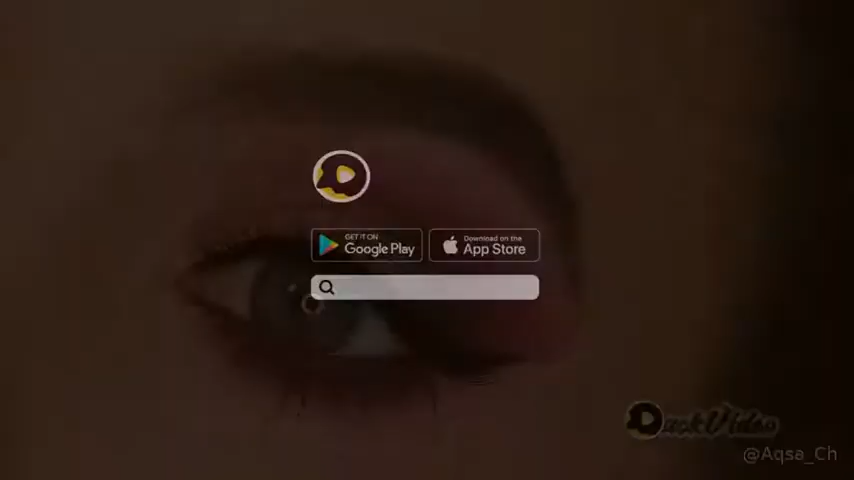 GET IT ON
Google Play
Download on the
App Store
@Aqsa_Ch